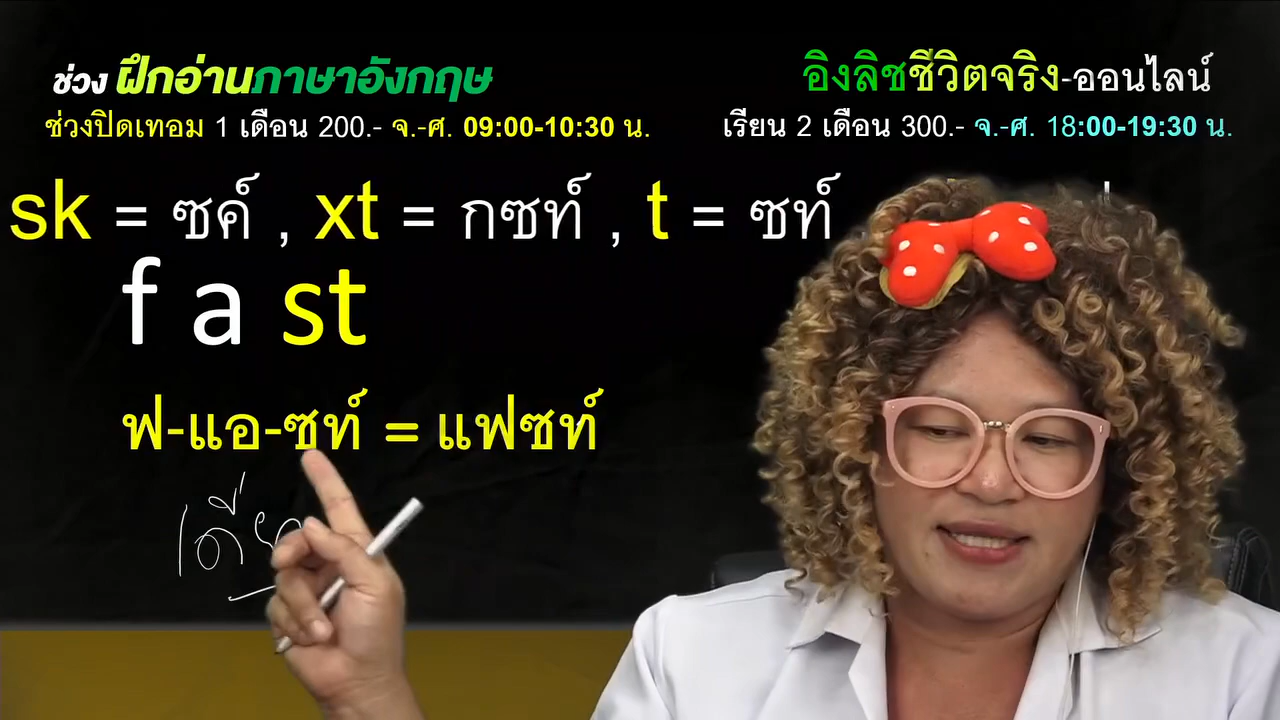 ช่วง ฝึกอ่านภาษาอังกฤษ
ช่วงปิดเทอม 1 เดือน 200.- จ.-ศ. 09:00-10:30 น.
อิงลิชชีวิตจริง-ออนไลน์
เรียน 2 เดือน 300.- จ.-ศ. 18:00-19:30 น.
sk = ซค์ , xt = กซท์ , t = ซท์
f a st
ฟ-แอ-ซท์ = แฟซท์